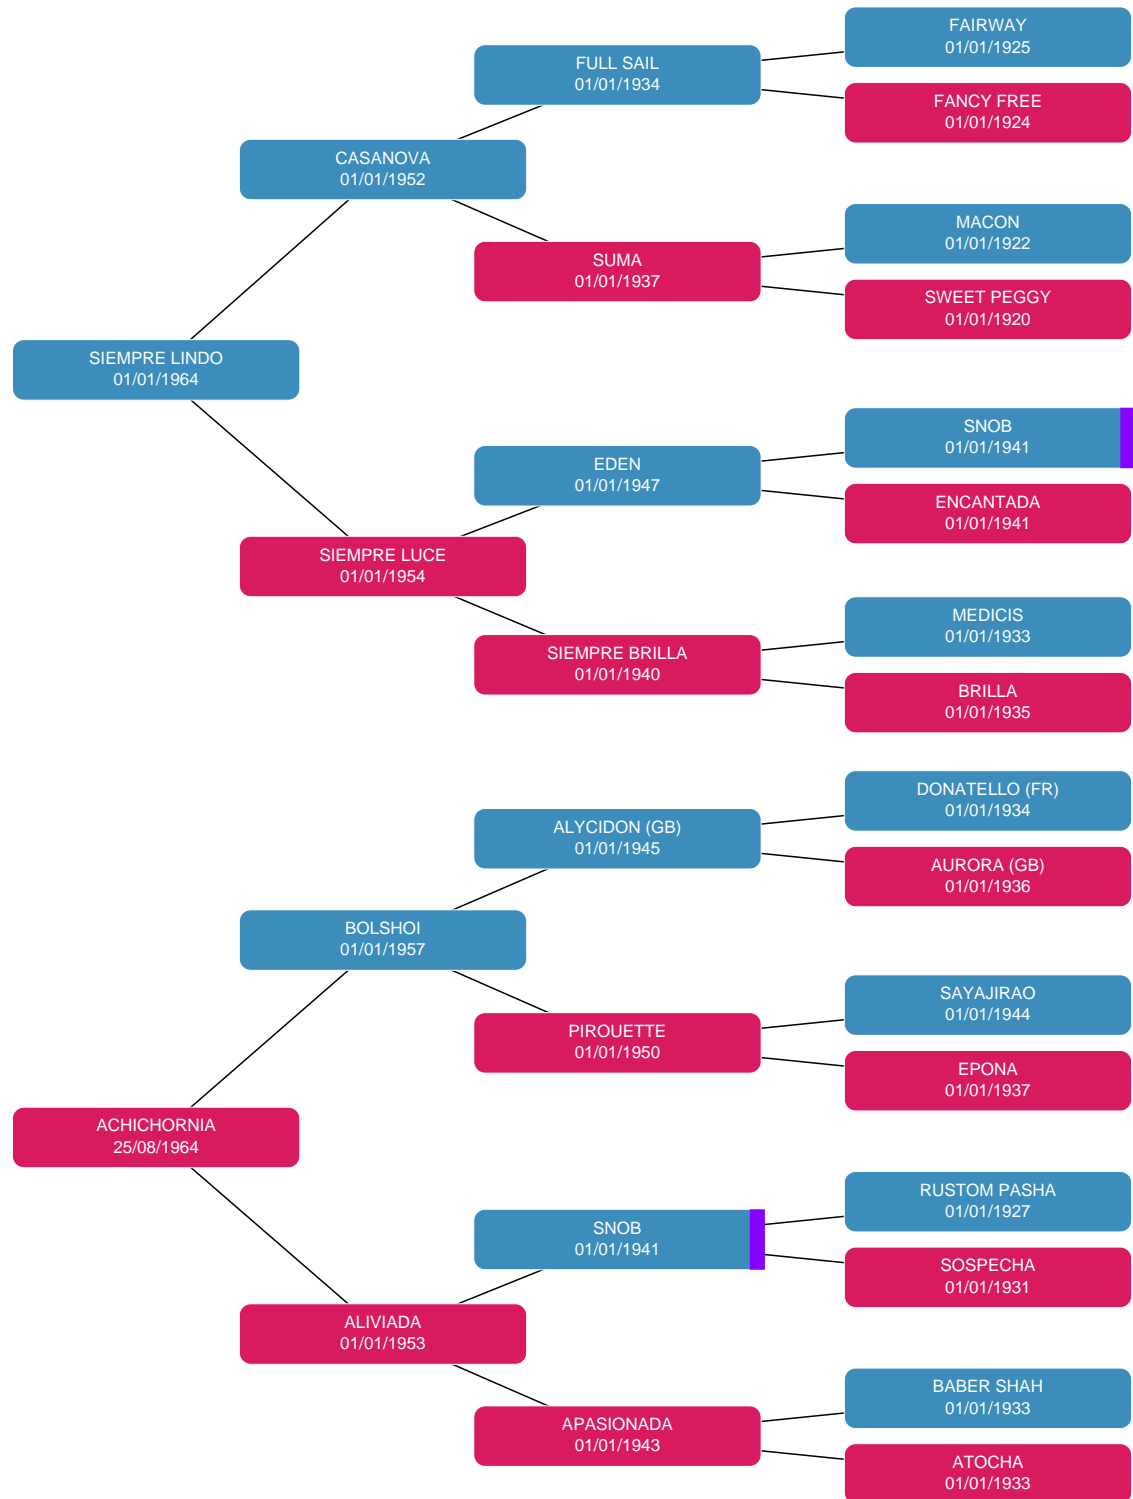 FAIRWAY
01/01/1925
FULL SAIL
01/01/1934
FANCY FREE
01/01/1924
CASANOVA
01/01/1952
MACON
01/01/1922
SUMA
01/01/1937
SWEET PEGGY
01/01/1920
SIEMPRE LINDO
01/01/1964
SNOB
01/01/1941
EDEN
01/01/1947
ENCANTADA
01/01/1941
SIEMPRE LUCE
01/01/1954
MEDICIS
01/01/1933
SIEMPRE BRILLA
01/01/1940
BRILLA
01/01/1935
DONATELLO (FR)
01/01/1934
ALYCIDON (GB)
01/01/1945
AURORA (GB)
01/01/1936
BOLSHOI
01/01/1957
SAYAJIRAO
01/01/1944
PIROUETTE
01/01/1950
EPONA
01/01/1937
ACHICHORNIA
25/08/1964
RUSTOM PASHA
01/01/1927
SNOB
01/01/1941
SOSPECHA
01/01/1931
ALIVIADA
01/01/1953
BABER SHAH
01/01/1933
APASIONADA
01/01/1943
ATOCHA
01/01/1933